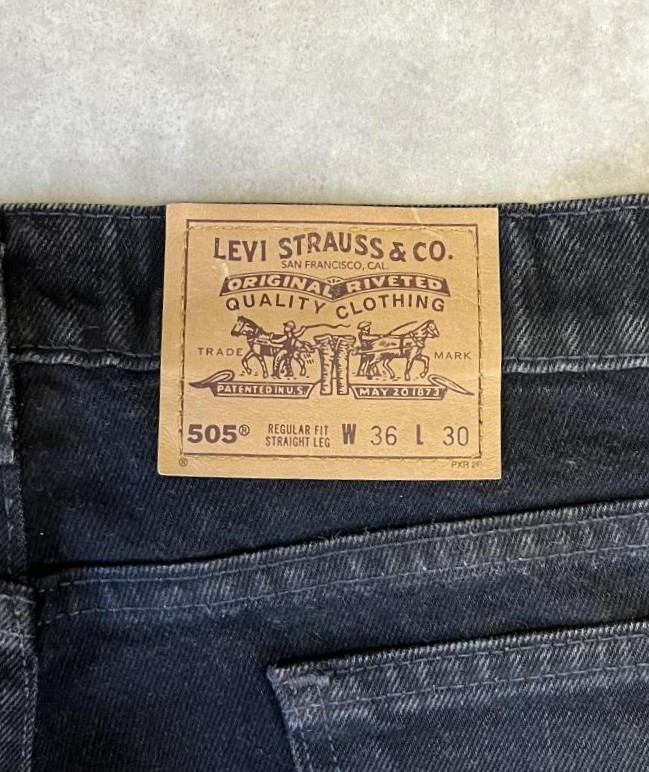 LEVI STRAUSS & CO.
SAN FRANCISCO, CAL.
ORIGINAL RIVETED
QUALITY CLOTHING
TRADE MARK
PATENTED IN U.S. MAY 20 1873
505® REGULAR FIT
STRAIGHT LEG W 36 L 30
® PXR 2F